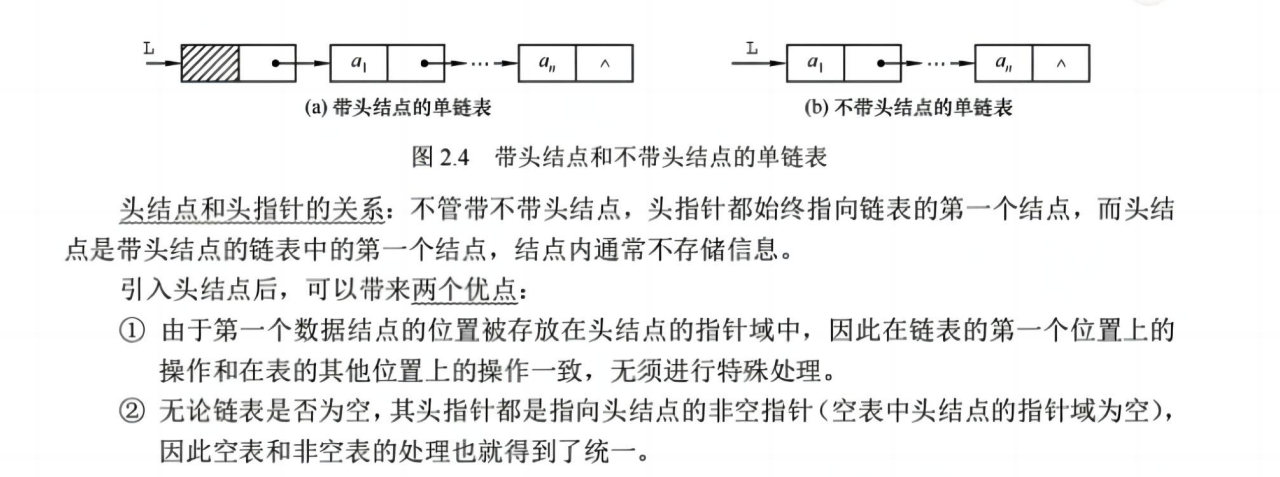 L a₁ … aₙ ∧ L a₁ … aₙ ∧
(a) 带头结点的单链表 (b) 不带头结点的单链表
图 2.4 带头结点和不带头结点的单链表
头结点和头指针的关系：不管带不带头结点，头指针都始终指向链表的第一个结点，而头结
点是带头结点的链表中的第一个结点，结点内通常不存储信息。
引入头结点后，可以带来两个优点：
① 由于第一个数据结点的位置被存放在头结点的指针域中，因此在链表的第一个位置上的
操作和在表的其他位置上的操作一致，无须进行特殊处理。
② 无论链表是否为空，其头指针都是指向头结点的非空指针（空表中头结点的指针域为空），
因此空表和非空表的处理也就得到了统一。